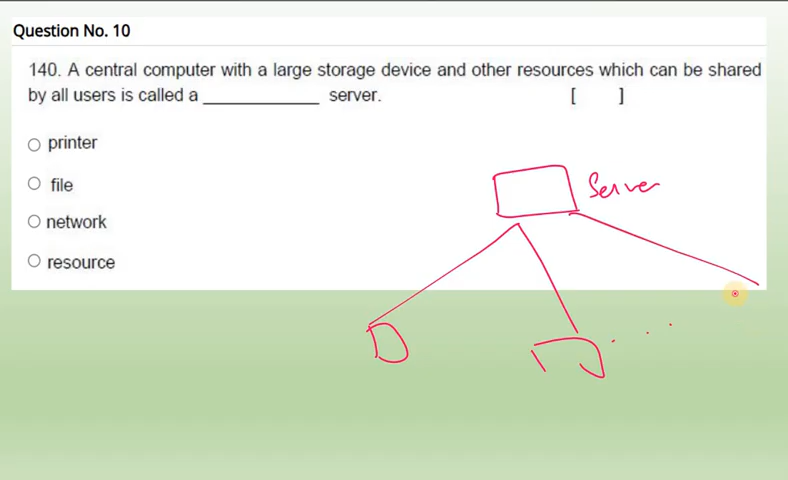 Question No. 10
140. A central computer with a large storage device and other resources which can be shared
by all users is called a _____________ server. [ ]
printer
file
network
resource
Server